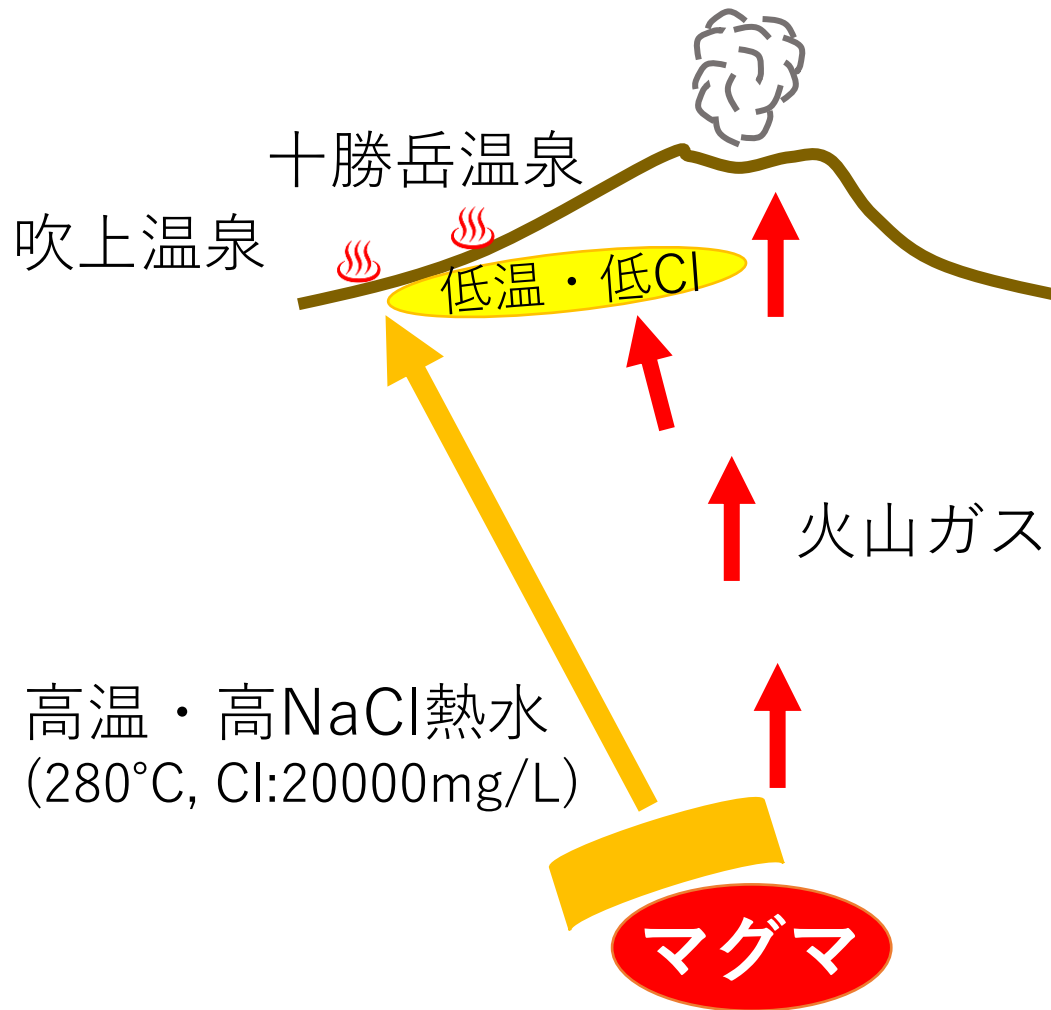 十勝岳温泉
吹上温泉
低温・低Cl
火山ガス
高温・高NaCl熱水
(280°C, Cl:20000mg/L)
マグマ